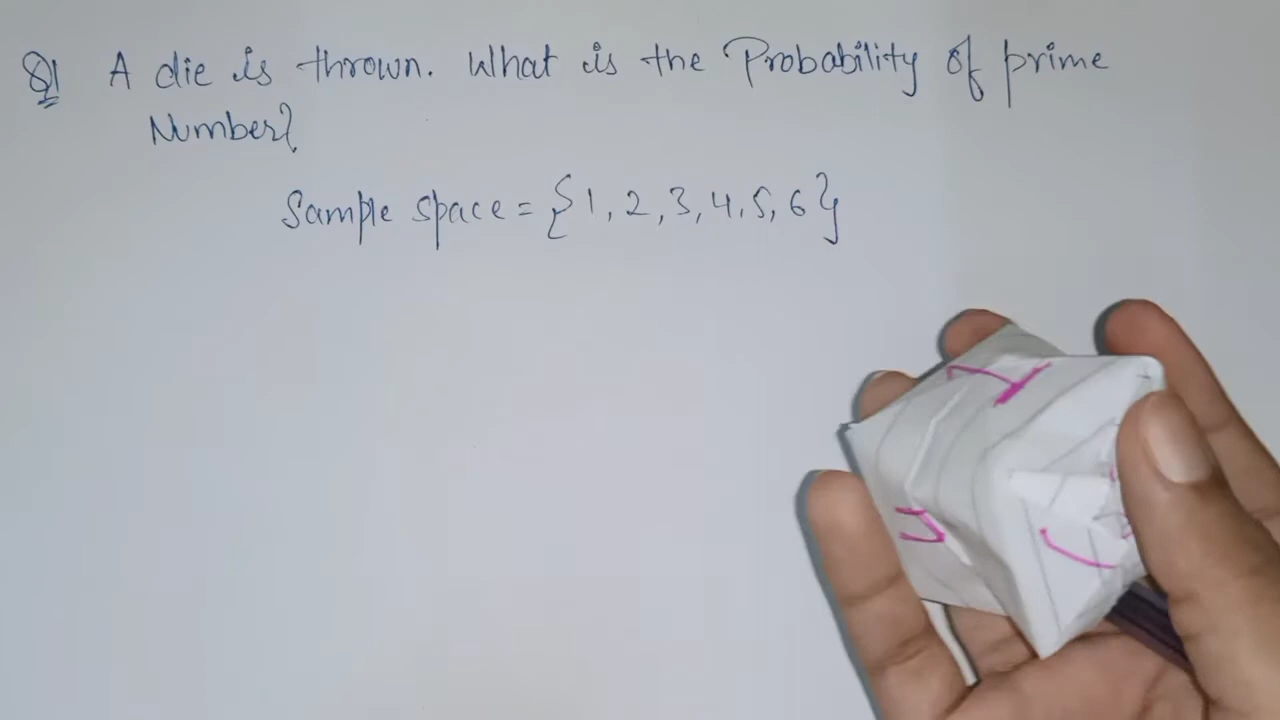 Q1 A die is thrown. What is the Probability of prime
Number?
Sample space = {1, 2, 3, 4, 5, 6}